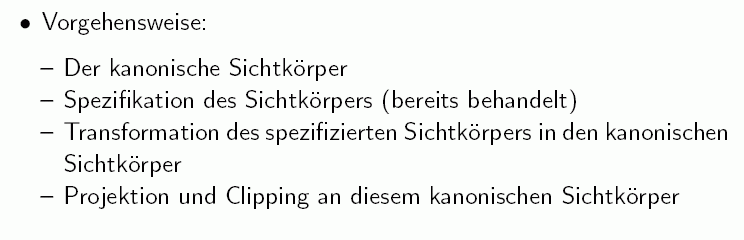 • Vorgehensweise:
– Der kanonische Sichtkörper
– Spezifikation des Sichtkörpers (bereits behandelt)
– Transformation des spezifizierten Sichtkörpers in den kanonischen
Sichtkörper
– Projektion und Clipping an diesem kanonischen Sichtkörper